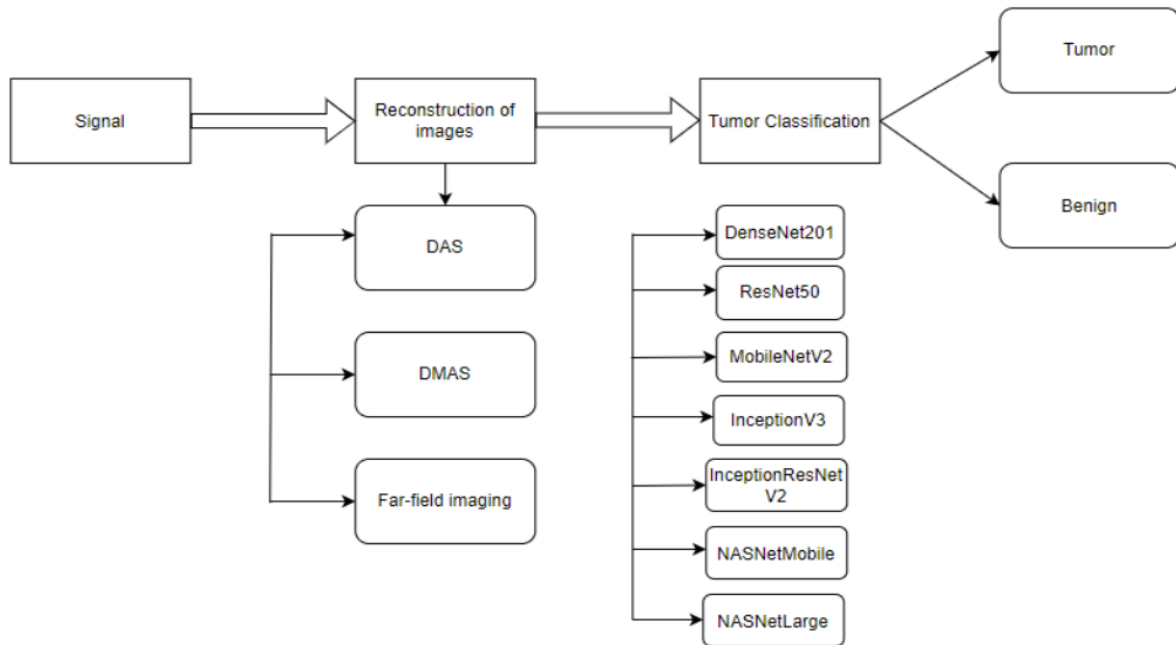 Signal
Reconstruction of
images
Tumor Classification
Tumor
Benign
DAS
DMAS
Far-field imaging
DenseNet201
ResNet50
MobileNetV2
InceptionV3
InceptionResNet
V2
NASNetMobile
NASNetLarge